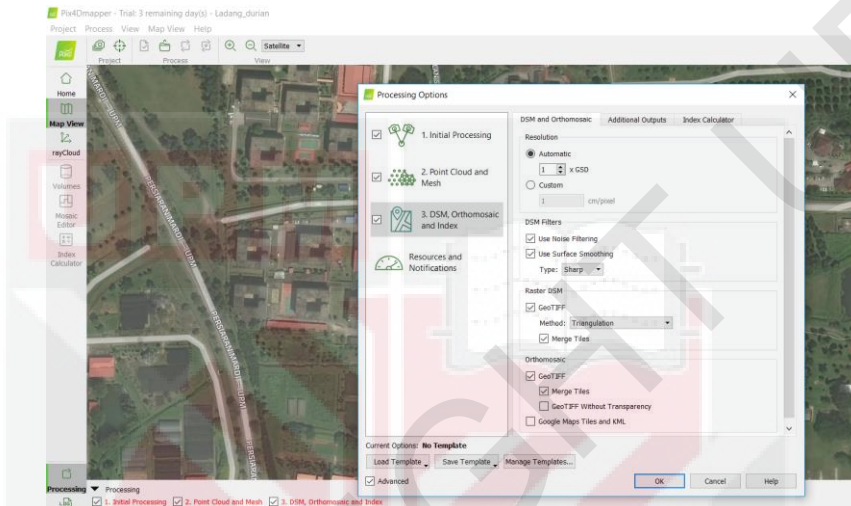 Pix4Dmapper - Trial: 3 remaining day(s) - Ladang_durian
Project Process View Map View Help
Project Process View
Satellite
Home
Map View
rayCloud
Volumes
Mosaic Editor
Index Calculator
Processing
PERSIARAN MARDI - UPM
PERSIARAN MARDI - UPM
Processing Options
1. Initial Processing
2. Point Cloud and Mesh
3. DSM, Orthomosaic and Index
Resources and Notifications
DSM and Orthomosaic Additional Outputs Index Calculator
Resolution
Automatic
1 x GSD
Custom
1 cm/pixel
DSM Filters
Use Noise Filtering
Use Surface Smoothing
Type: Sharp
Raster DSM
GeoTIFF
Method: Triangulation
Merge Tiles
Orthomosaic
GeoTIFF
Merge Tiles
GeoTIFF Without Transparency
Google Maps Tiles and KML
Current Options: No Template
Load Template Save Template Manage Templates...
Advanced
OK Cancel Help
Processing
1. Initial Processing 2. Point Cloud and Mesh 3. DSM, Orthomosaic and Index